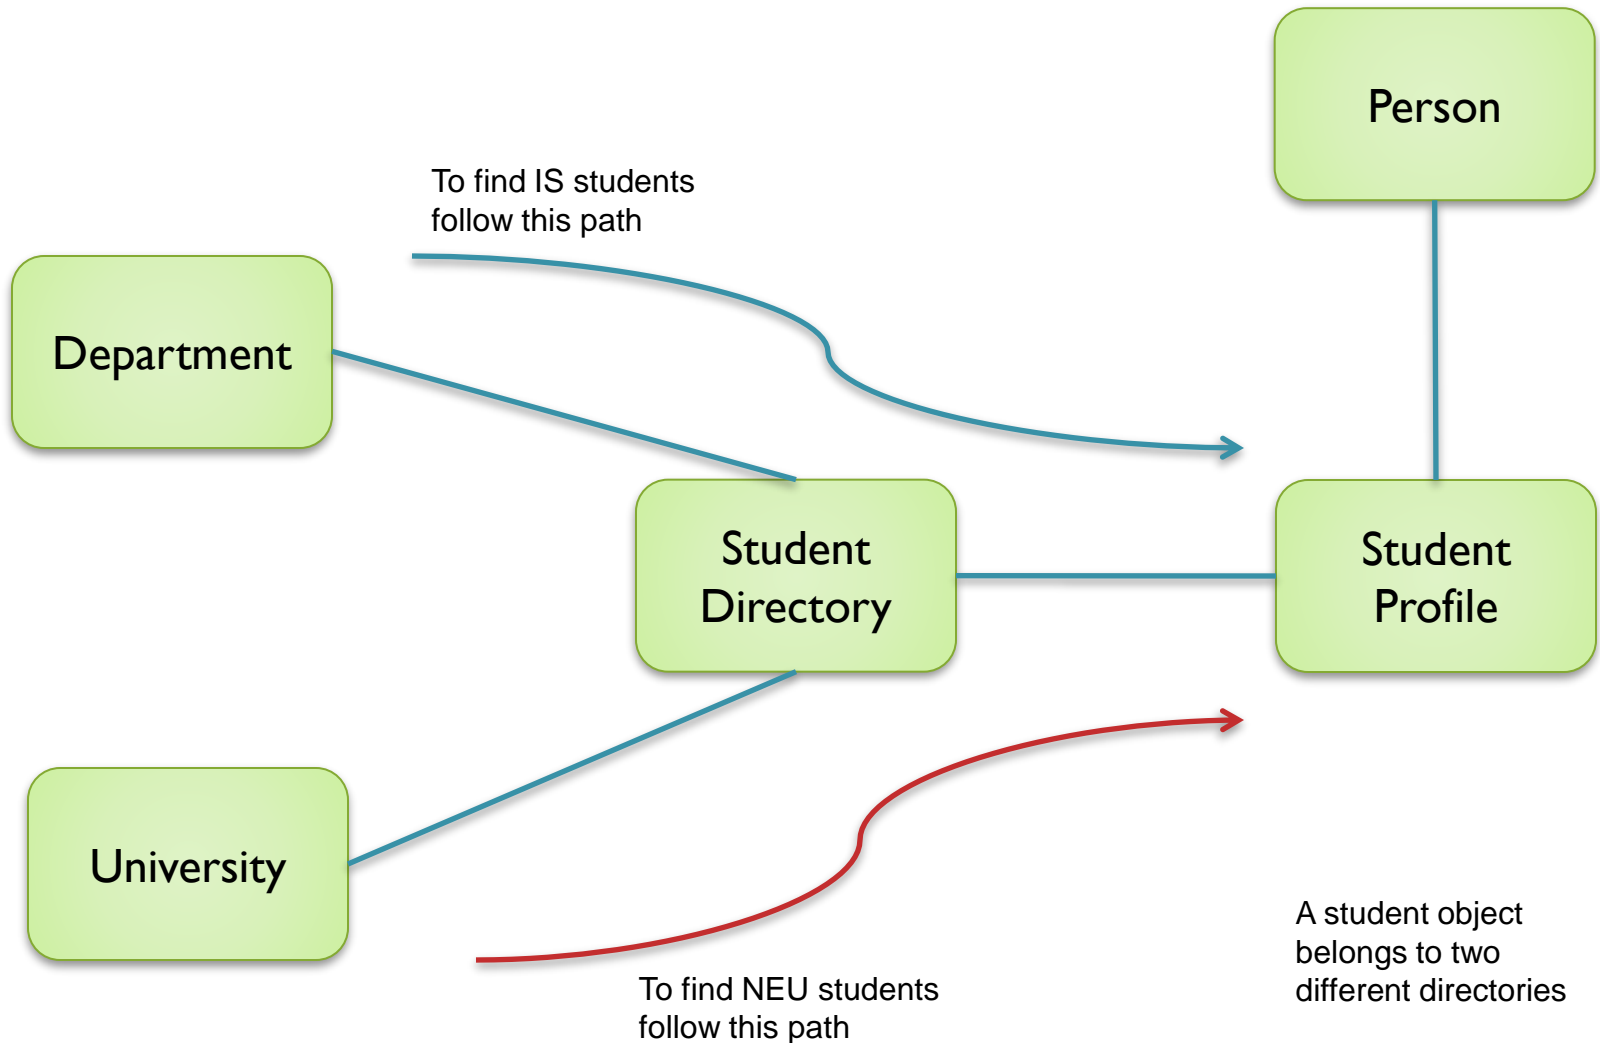 Person
To find IS students
follow this path
Department
Student
Directory
Student
Profile
University
A student object
belongs to two
different directories
To find NEU students
follow this path